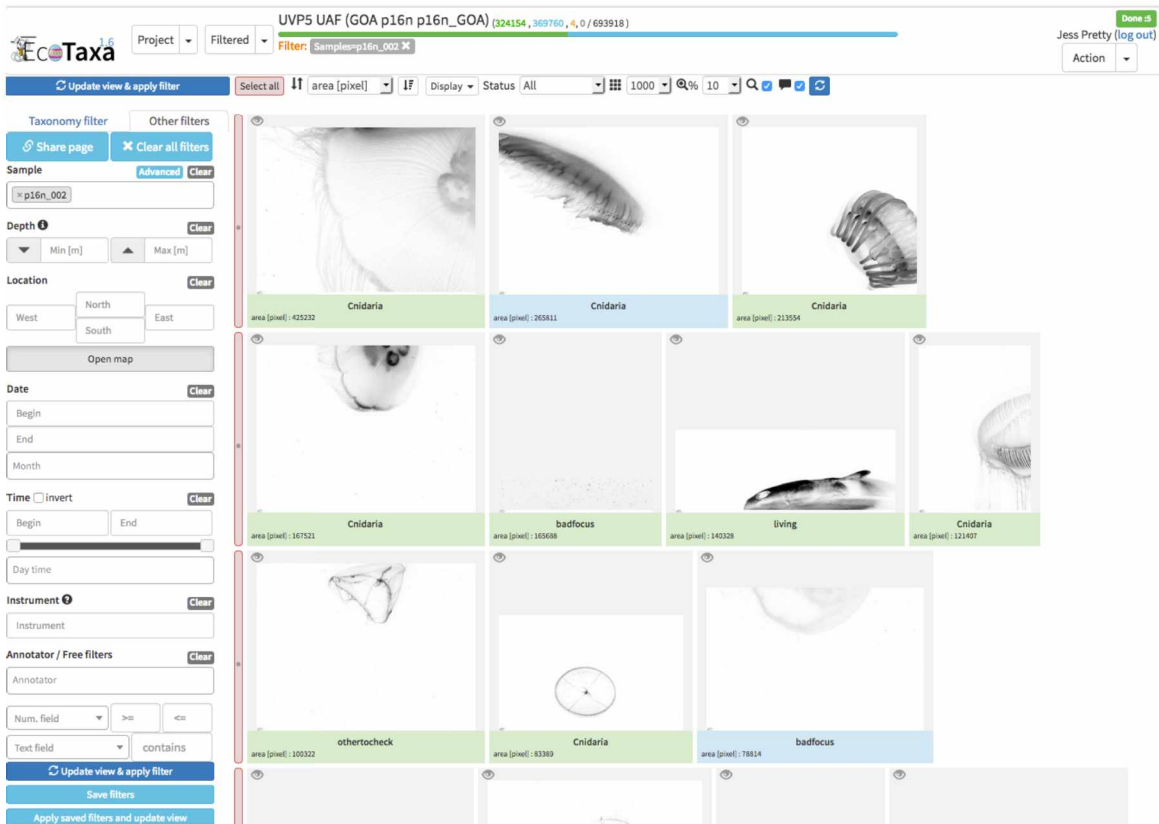 EcoTaxa 1.6
Project
Filtered
UVP5 UAF (GOA p16n p16n_GOA) (324154 , 369760 , 4, 0 / 693918 )
Filter: Samples=p16n_002
Done :5
Jess Pretty (log out)
Action
Update view & apply filter
Select all
area [pixel]
Display
Status
All
1000
%
10
Taxonomy filter
Other filters
Share page
Clear all filters
Sample
Advanced
Clear
×p16n_002
Depth
Clear
Min [m]
Max [m]
Location
Clear
West
North
South
East
Open map
Date
Clear
Begin
End
Month
Time invert
Clear
Begin
End
Day time
Instrument
Clear
Instrument
Annotator / Free filters
Clear
Annotator
Num. field
>=
<=
Text field
contains
Update view & apply filter
Save filters
Apply saved filters and update view
Cnidaria
area [pixel] : 425232
Cnidaria
area [pixel] : 265811
Cnidaria
area [pixel] : 213554
Cnidaria
area [pixel] : 167521
badfocus
area [pixel] : 165688
living
area [pixel] : 140328
Cnidaria
area [pixel] : 121407
othertocheck
area [pixel] : 100322
Cnidaria
area [pixel] : 83389
badfocus
area [pixel] : 78814